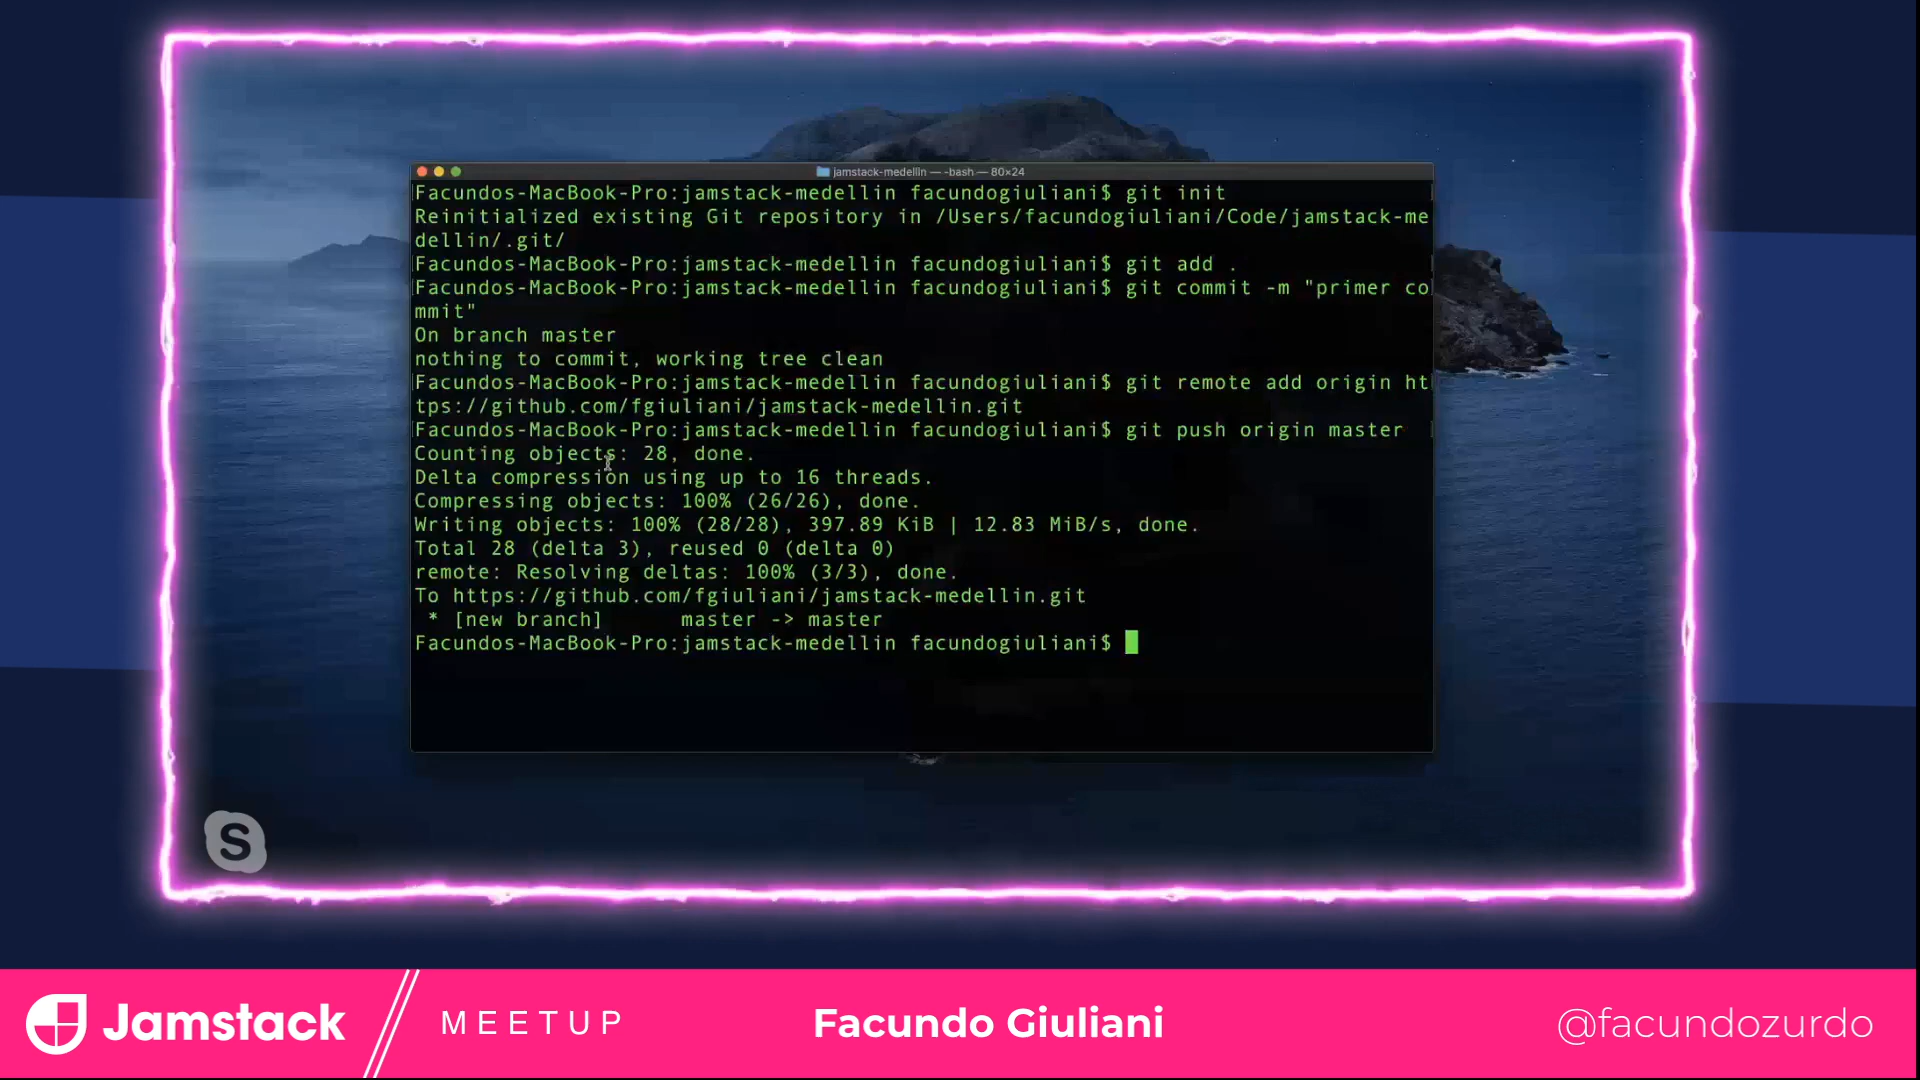 jamstack-medellin — -bash — 80×24
Facundos-MacBook-Pro:jamstack-medellin facundogiuliani$ git init
Reinitialized existing Git repository in /Users/facundogiuliani/Code/jamstack-me
dellin/.git/
Facundos-MacBook-Pro:jamstack-medellin facundogiuliani$ git add .
Facundos-MacBook-Pro:jamstack-medellin facundogiuliani$ git commit -m "primer co
mmit"
On branch master
nothing to commit, working tree clean
Facundos-MacBook-Pro:jamstack-medellin facundogiuliani$ git remote add origin ht
tps://github.com/fgiuliani/jamstack-medellin.git
Facundos-MacBook-Pro:jamstack-medellin facundogiuliani$ git push origin master
Counting objects: 28, done.
Delta compression using up to 16 threads.
Compressing objects: 100% (26/26), done.
Writing objects: 100% (28/28), 397.89 KiB | 12.83 MiB/s, done.
Total 28 (delta 3), reused 0 (delta 0)
remote: Resolving deltas: 100% (3/3), done.
To https://github.com/fgiuliani/jamstack-medellin.git
 * [new branch]      master -> master
Facundos-MacBook-Pro:jamstack-medellin facundogiuliani$
S
Jamstack // MEETUP Facundo Giuliani @facundozurdo